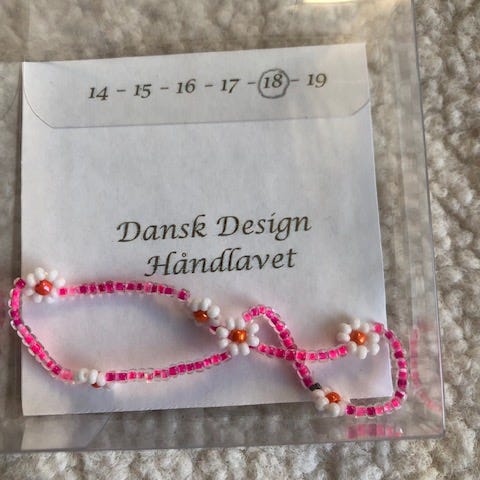 14 - 15 - 16 - 17 - 18 - 19
Dansk Design
Håndlavet